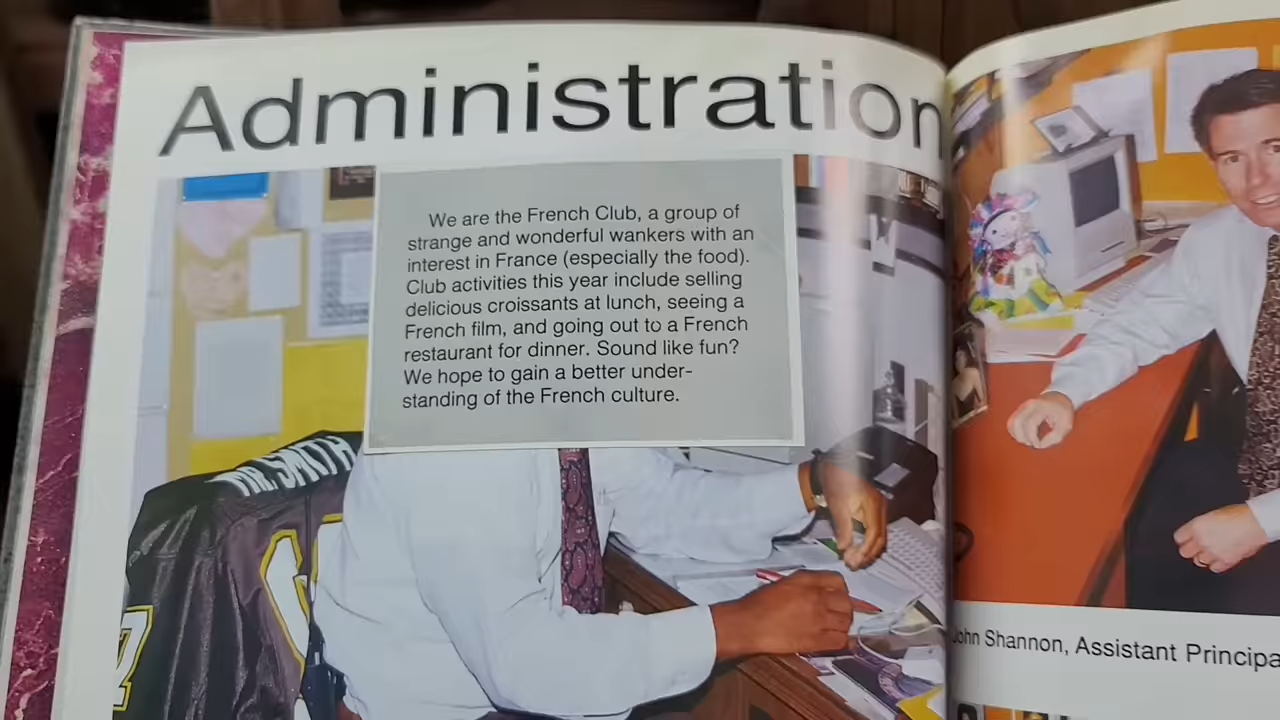 Administration
We are the French Club, a group of
strange and wonderful wankers with an
interest in France (especially the food).
Club activities this year include selling
delicious croissants at lunch, seeing a
French film, and going out to a French
restaurant for dinner. Sound like fun?
We hope to gain a better under-
standing of the French culture.
MR. SMITH
John Shannon, Assistant Principa